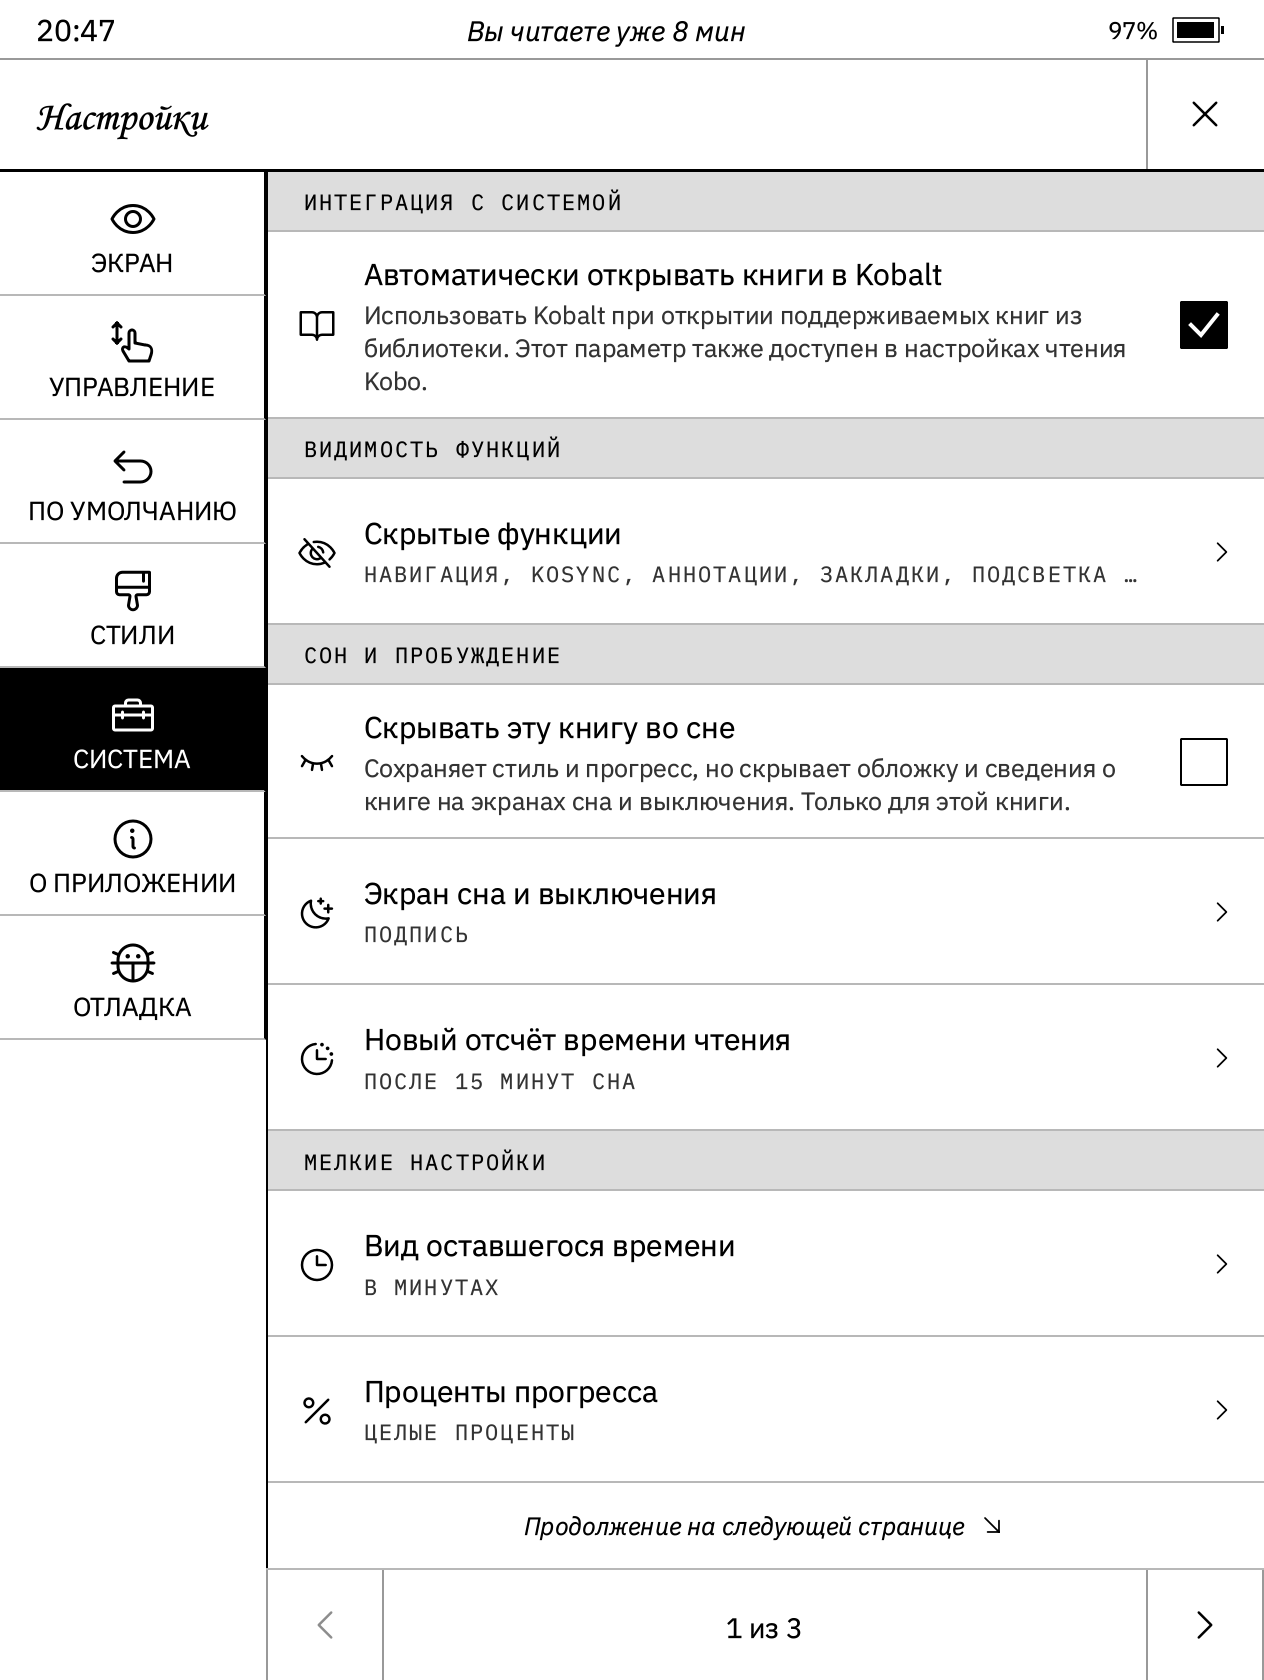 20:47
Вы читаете уже 8 мин
97%
Настройки
ЭКРАН
УПРАВЛЕНИЕ
ПО УМОЛЧАНИЮ
СТИЛИ
СИСТЕМА
О ПРИЛОЖЕНИИ
ОТЛАДКА
ИНТЕГРАЦИЯ С СИСТЕМОЙ
Автоматически открывать книги в Kobalt
Использовать Kobalt при открытии поддерживаемых книг из
библиотеки. Этот параметр также доступен в настройках чтения
Kobo.
ВИДИМОСТЬ ФУНКЦИЙ
Скрытые функции
НАВИГАЦИЯ, KOSYNC, АННОТАЦИИ, ЗАКЛАДКИ, ПОДСВЕТКА …
СОН И ПРОБУЖДЕНИЕ
Скрывать эту книгу во сне
Сохраняет стиль и прогресс, но скрывает обложку и сведения о
книге на экранах сна и выключения. Только для этой книги.
Экран сна и выключения
ПОДПИСЬ
Новый отсчёт времени чтения
ПОСЛЕ 15 МИНУТ СНА
МЕЛКИЕ НАСТРОЙКИ
Вид оставшегося времени
В МИНУТАХ
Проценты прогресса
ЦЕЛЫЕ ПРОЦЕНТЫ
Продолжение на следующей странице
1 из 3